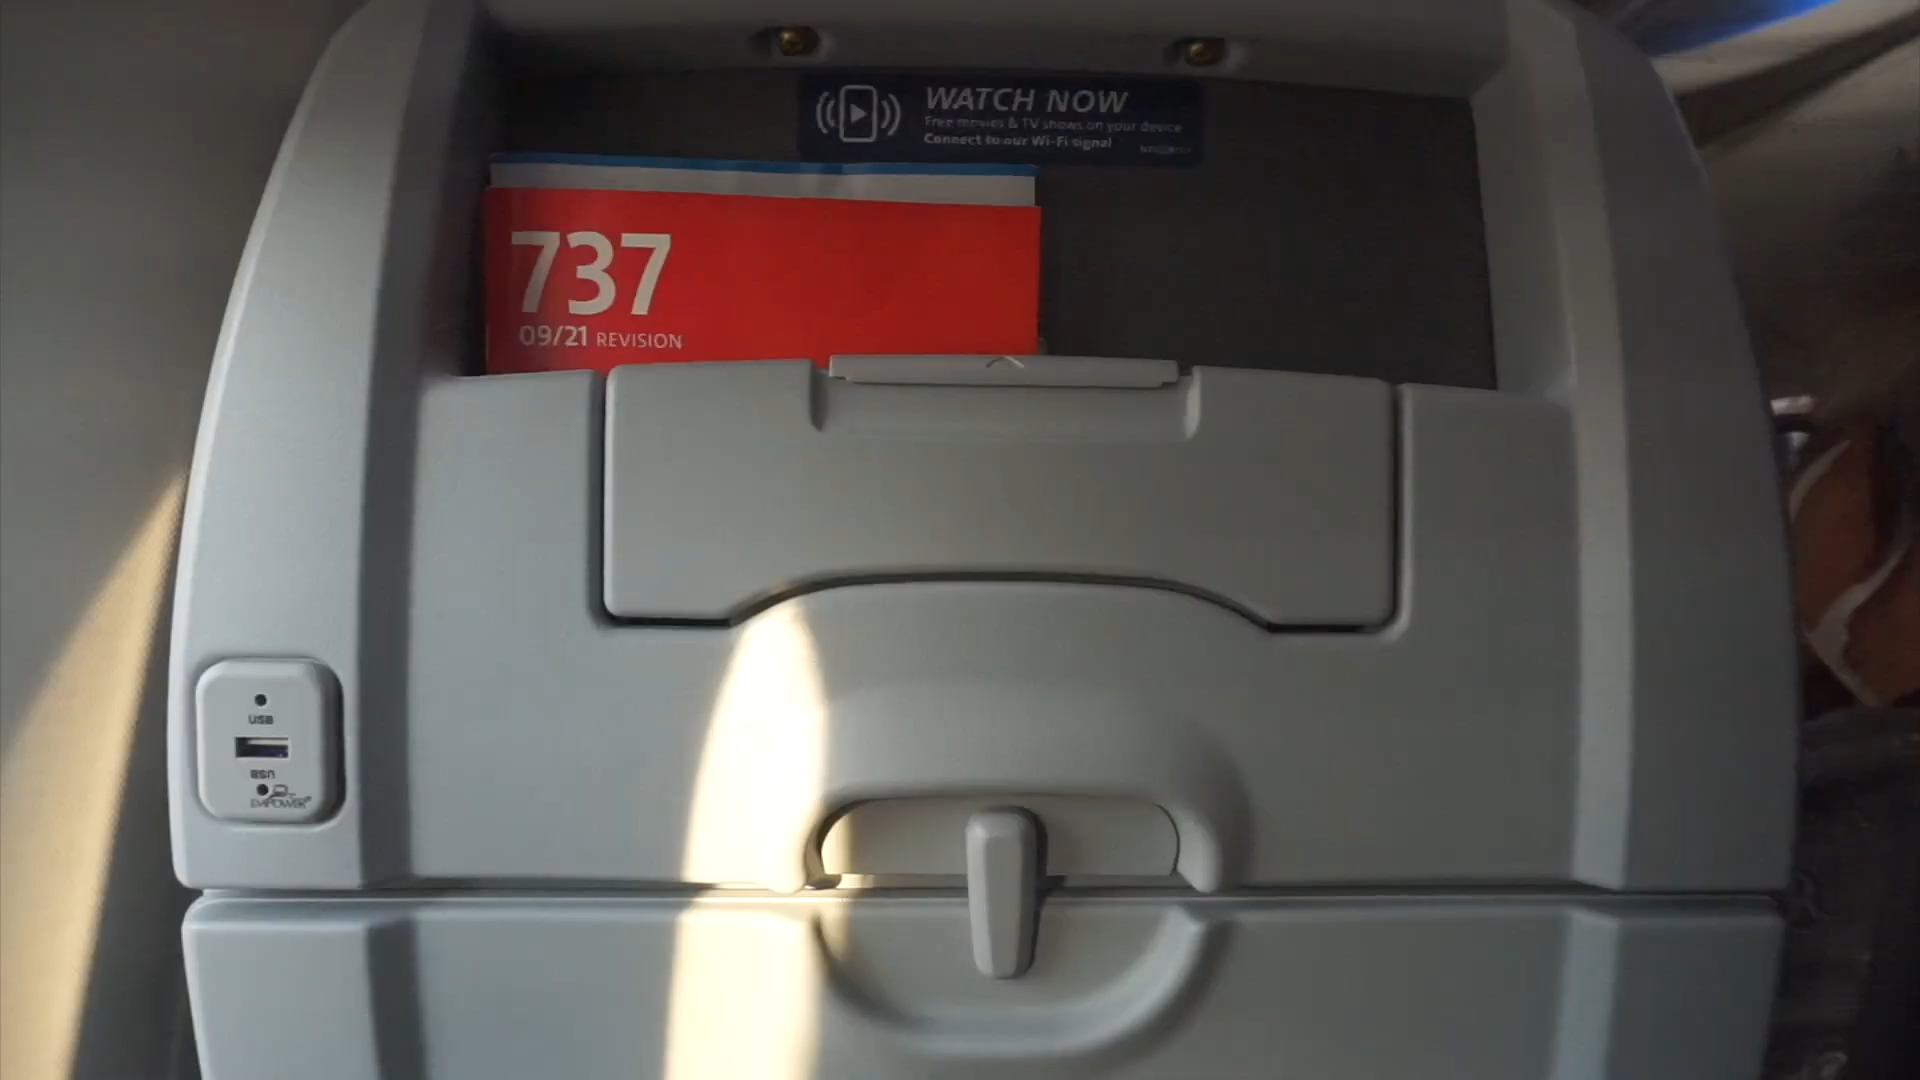 WATCH NOW
Free movies & TV shows on your device
Connect to our Wi-Fi signal
737
09/21 REVISION
USB
USB
EMPOWER